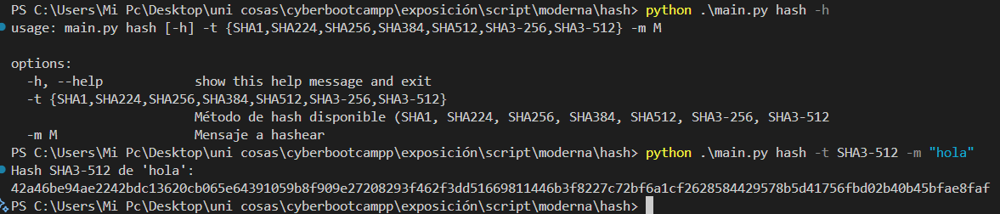 PS C:\Users\Mi Pc\Desktop\uni cosas\cyberbootcampp\exposición\script\moderna\hash> python .\main.py hash -h
usage: main.py hash [-h] -t {SHA1,SHA224,SHA256,SHA384,SHA512,SHA3-256,SHA3-512} -m M
options:
-h, --help show this help message and exit
-t {SHA1,SHA224,SHA256,SHA384,SHA512,SHA3-256,SHA3-512}
Método de hash disponible (SHA1, SHA224, SHA256, SHA384, SHA512, SHA3-256, SHA3-512
-m M Mensaje a hashear
PS C:\Users\Mi Pc\Desktop\uni cosas\cyberbootcampp\exposición\script\moderna\hash> python .\main.py hash -t SHA3-512 -m "hola"
Hash SHA3-512 de 'hola':
42a46be94ae2242bdc13620cb065e64391059b8f909e27208293f462f3dd51669811446b3f8227c72bf6a1cf2628584429578b5d41756fbd02b40b45bfae8faf
PS C:\Users\Mi Pc\Desktop\uni cosas\cyberbootcampp\exposición\script\moderna\hash>